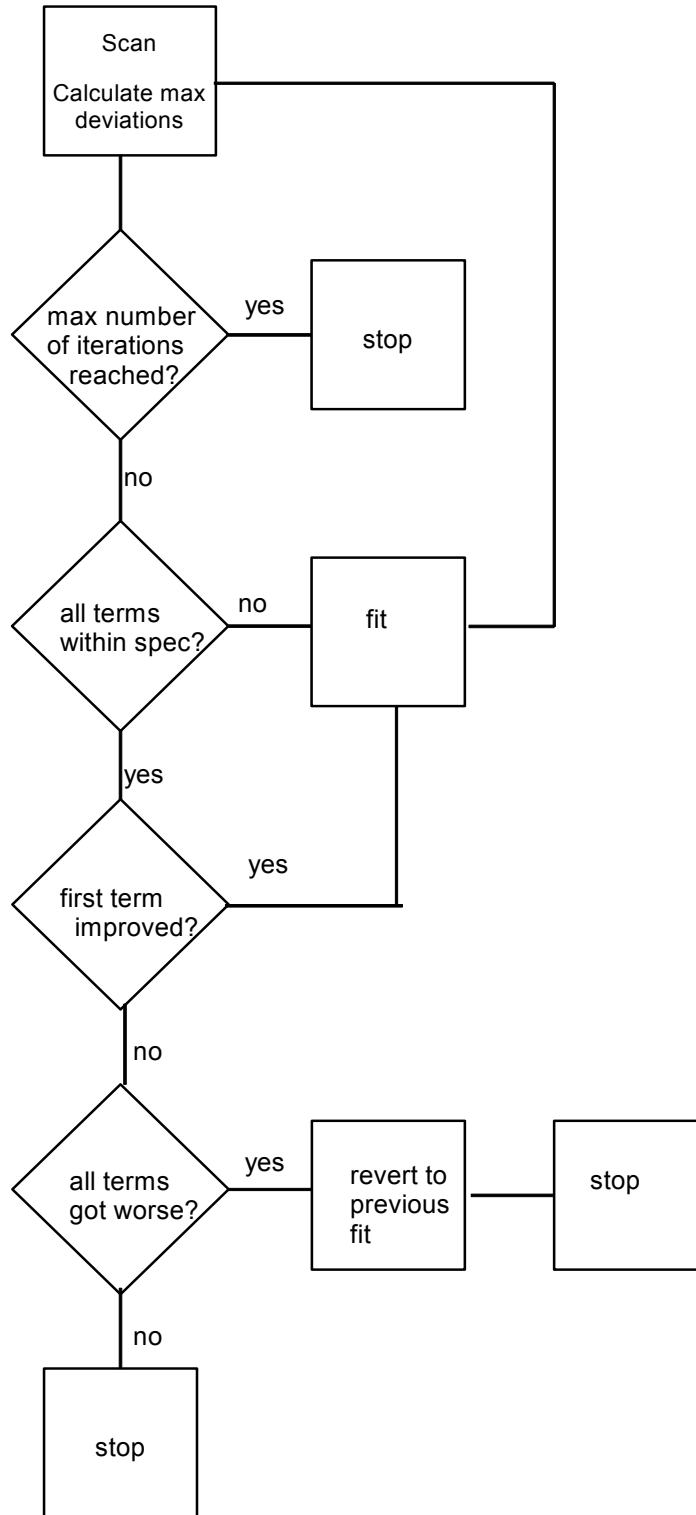 Scan
Calculate max
deviations
max number
of iterations
reached?
yes
stop
no
all terms
within spec?
no
fit
yes
first term
improved?
yes
no
all terms
got worse?
yes
revert to
previous
fit
stop
no
stop